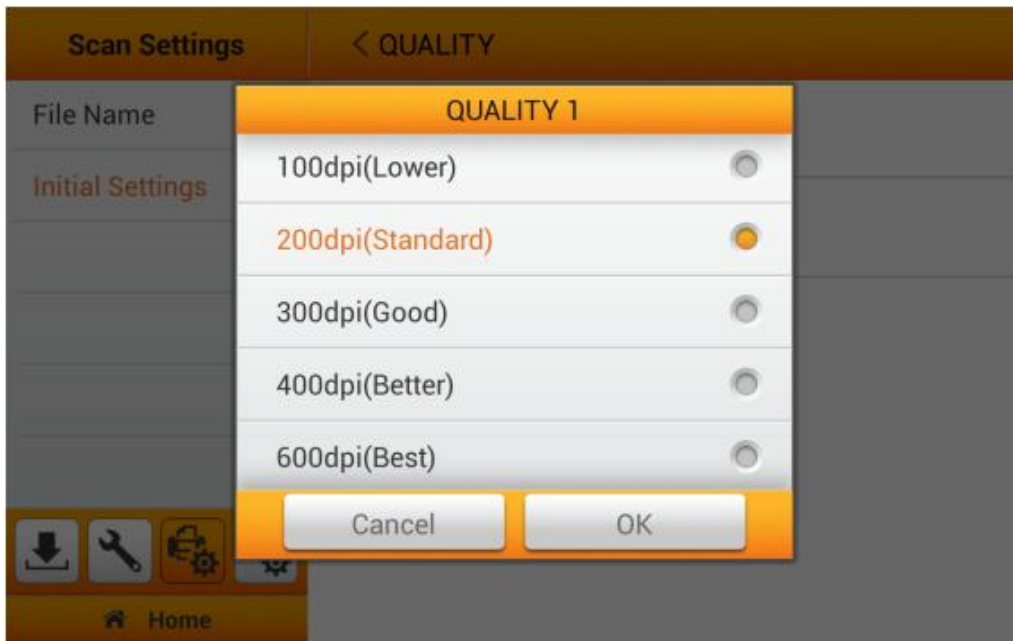 Scan Settings
< QUALITY
File Name
Initial Settings
QUALITY 1
100dpi(Lower)
200dpi(Standard)
300dpi(Good)
400dpi(Better)
600dpi(Best)
Cancel
OK
Home